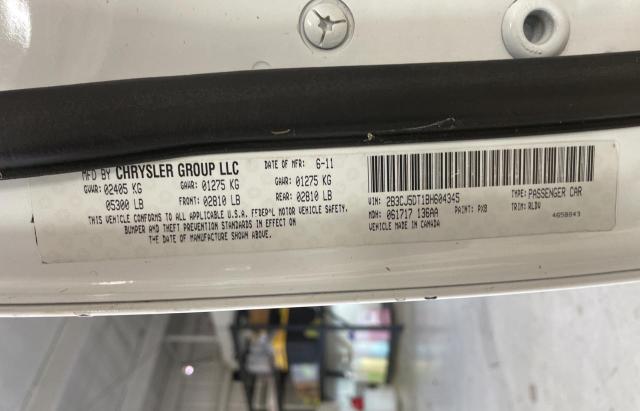 MFD BY CHRYSLER GROUP LLC DATE OF MFR: 6-11
GVWR: 02405 KG GAWR: 01275 KG GAWR: 01275 KG
05300 LB FRONT: 02810 LB REAR: 02810 LB
THIS VEHICLE CONFORMS TO ALL APPLICABLE U.S.A. FEDERAL MOTOR VEHICLE SAFETY,
BUMPER AND THEFT PREVENTION STANDARDS IN EFFECT ON
THE DATE OF MANUFACTURE SHOWN ABOVE.
VIN: 2B3CJ5DT1BH604345 TYPE: PASSENGER CAR
MDH: 061717 136AA PAINT: PXB TRIM: RLDV
VEHICLE MADE IN CANADA 4658843